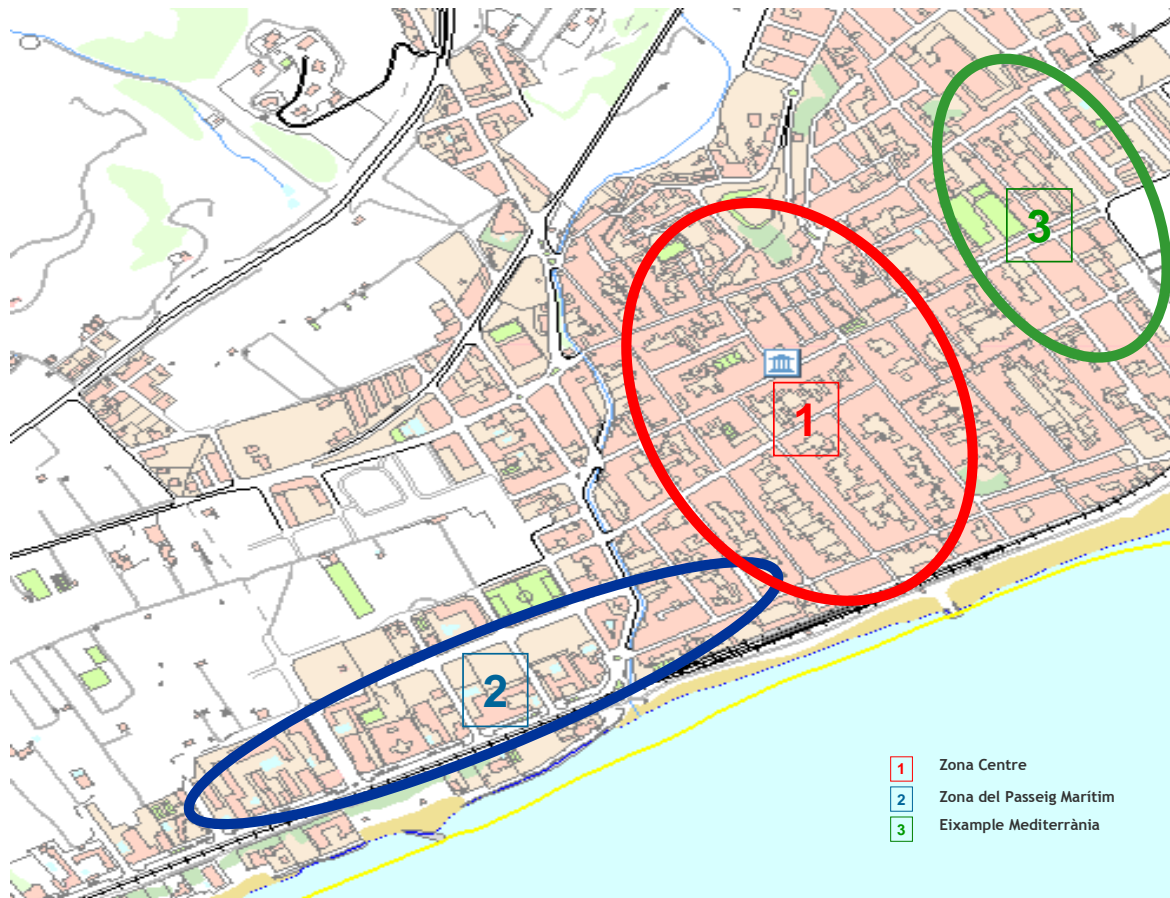 3
1
2
1 Zona Centre
2 Zona del Passeig Marítim
3 Eixample Mediterrània